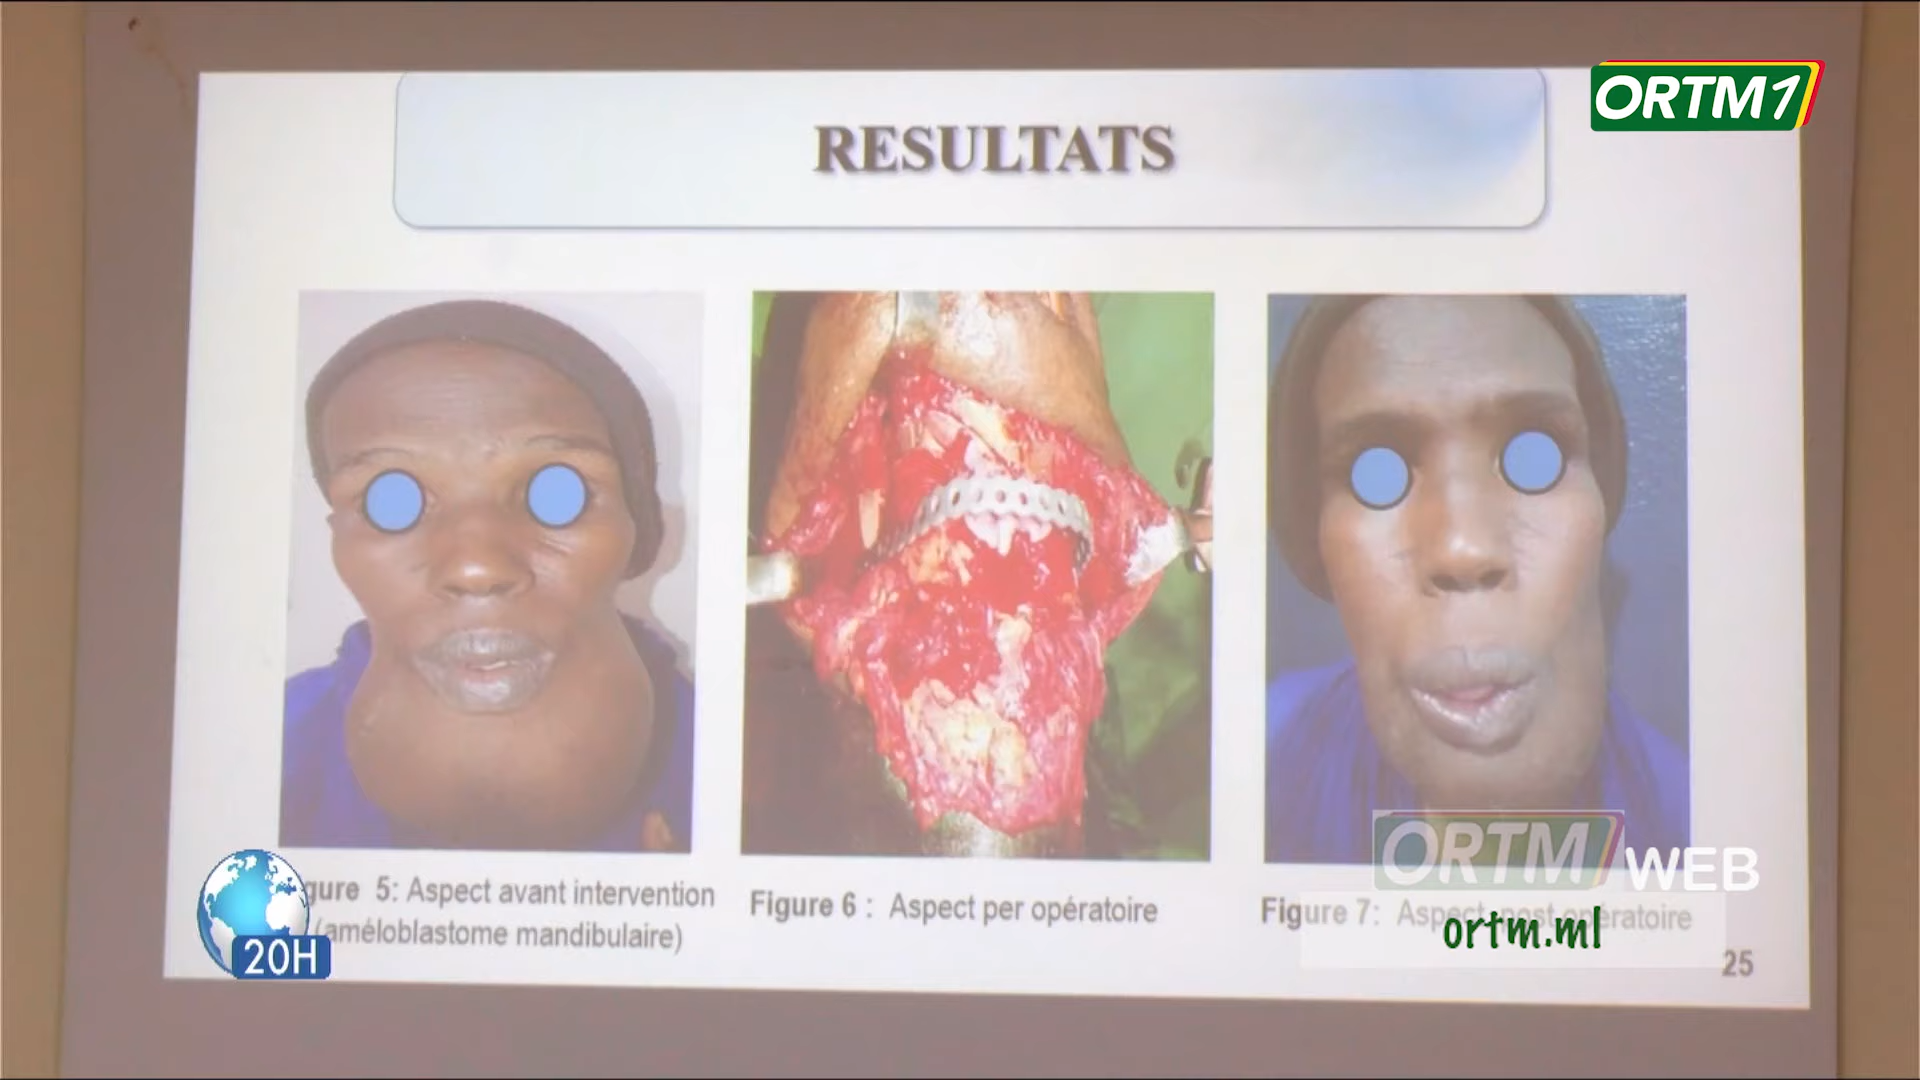 ORTM1
RESULTATS
gure 5: Aspect avant intervention
(améloblastome mandibulaire)
Figure 6 : Aspect per opératoire
Figure 7: Aspect post opératoire
ORTM1 WEB
ortm.ml
20H
25